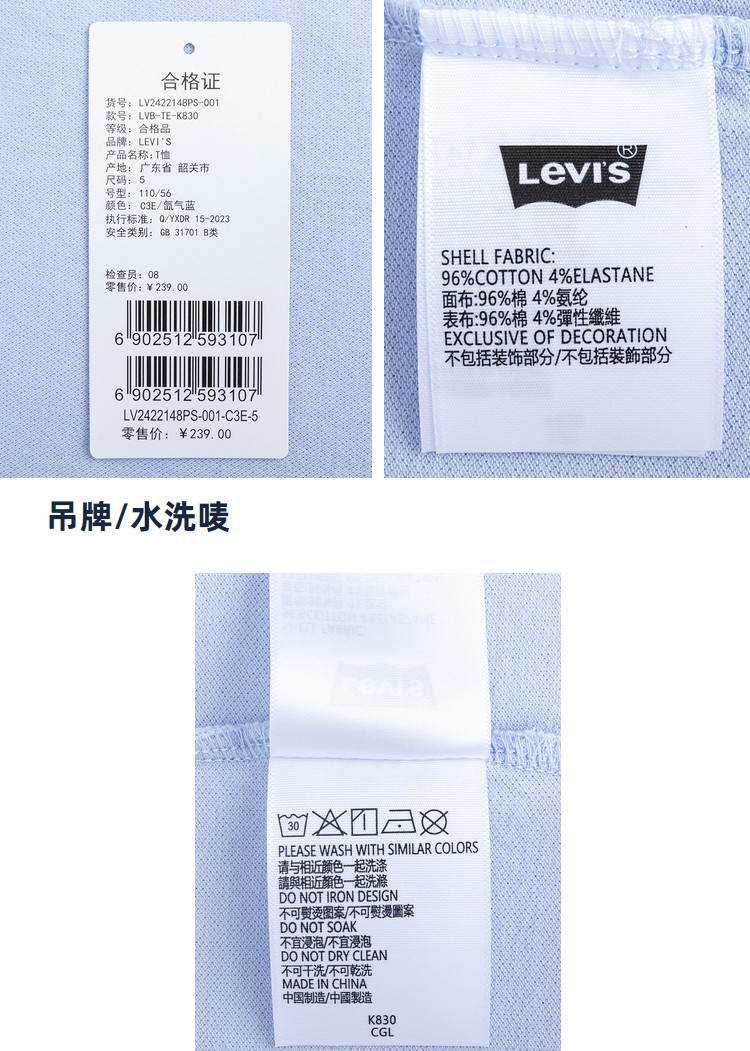 合格证
货号: LV2422148PS-001
款号: LVB-TE-K830
等级: 合格品
品牌: LEVI'S
产品名称:T恤
产地: 广东省 韶关市
尺码: 5
号型: 110/56
颜色: C3E/氙气蓝
执行标准: Q/YXDR 15-2023
安全类别: GB 31701 B类
检查员: 08
零售价: ¥239.00
6 902512 593107
6 902512 593107
LV2422148PS-001-C3E-5
零售价: ¥239.00
LEVI'S ®
SHELL FABRIC:
96%COTTON 4%ELASTANE
面布:96%棉 4%氨纶
表布:96%棉 4%彈性纖維
EXCLUSIVE OF DECORATION
不包括装饰部分/不包括裝飾部分
吊牌/水洗唛
30
PLEASE WASH WITH SIMILAR COLORS
请与相近颜色一起洗涤
請與相近顏色一起洗滌
DO NOT IRON DESIGN
不可熨烫图案/不可熨燙圖案
DO NOT SOAK
不宜浸泡/不宜浸泡
DO NOT DRY CLEAN
不可干洗/不可乾洗
MADE IN CHINA
中国制造/中國製造
K830
CGL